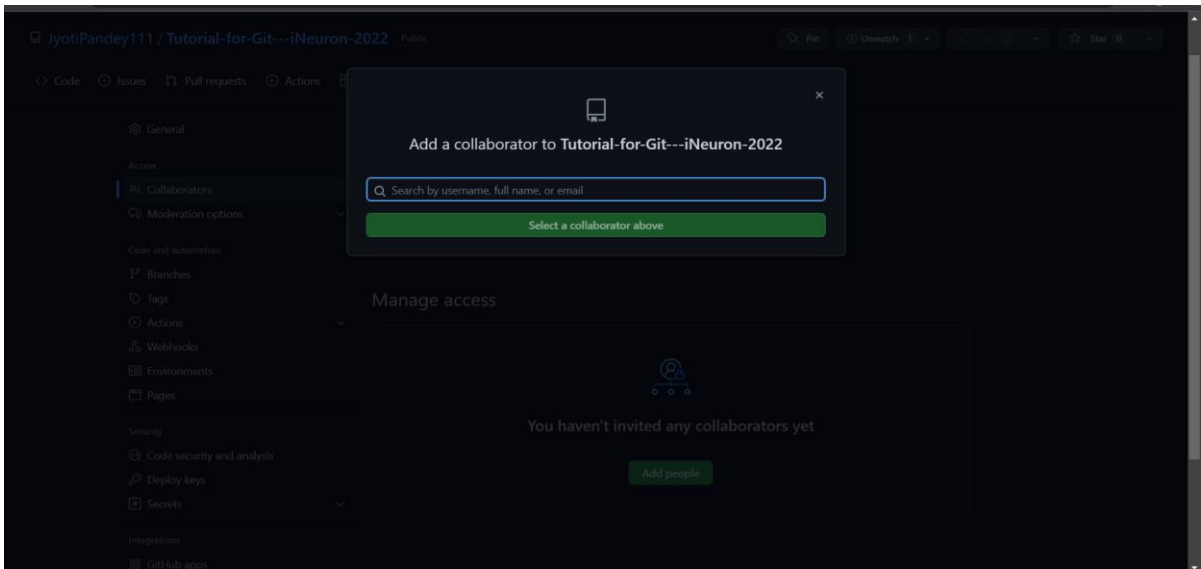 JyotiPandey111 / Tutorial-for-Git---iNeuron-2022 Public
Pin
Unwatch 1
Star 0
Code
Issues
Pull requests
Actions
General
Access
Collaborators
Moderation options
Code and automation
Branches
Tags
Actions
Webhooks
Environments
Pages
Security
Code security and analysis
Deploy keys
Secrets
Integrations
GitHub apps
Add a collaborator to Tutorial-for-Git---iNeuron-2022
Search by username, full name, or email
Select a collaborator above
Manage access
You haven't invited any collaborators yet
Add people